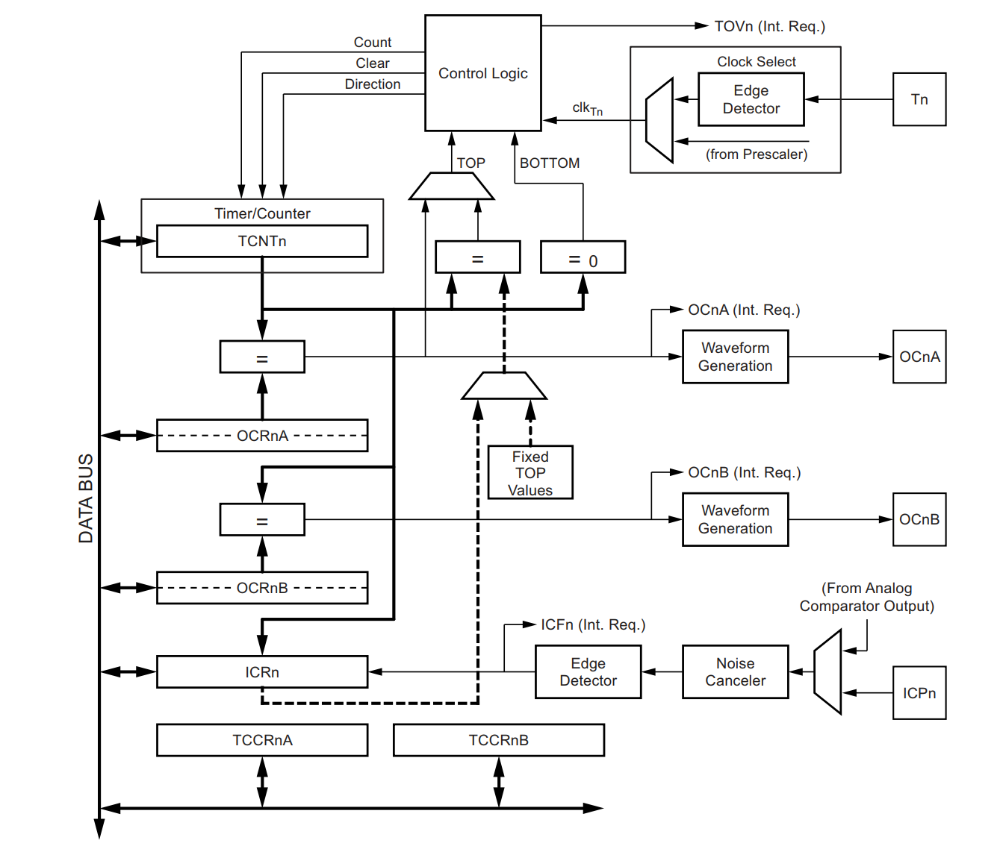 TOVn (Int. Req.)
Count
Clear
Direction
Control Logic
Clock Select
Edge
Detector
Tn
clkTn
(from Prescaler)
TOP
BOTTOM
Timer/Counter
TCNTn
=
= 0
OCnA (Int. Req.)
=
Waveform
Generation
OCnA
OCRnA
Fixed
TOP
Values
DATA BUS
OCnB (Int. Req.)
=
Waveform
Generation
OCnB
OCRnB
(From Analog
Comparator Output)
ICFn (Int. Req.)
ICRn
Edge
Detector
Noise
Canceler
ICPn
TCCRnA
TCCRnB